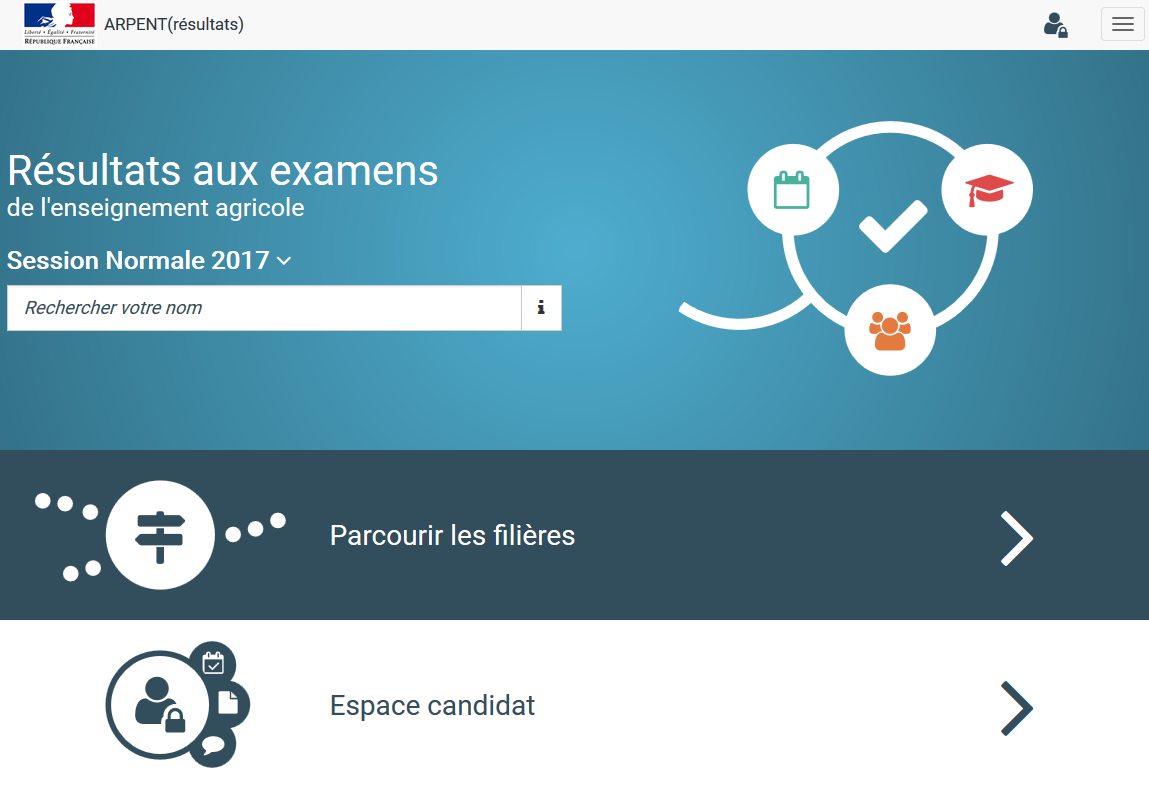 Liberté • Égalité • Fraternité
RÉPUBLIQUE FRANÇAISE
ARPENT(résultats)
Résultats aux examens
de l'enseignement agricole
Session Normale 2017
Rechercher votre nom
i
Parcourir les filières
Espace candidat